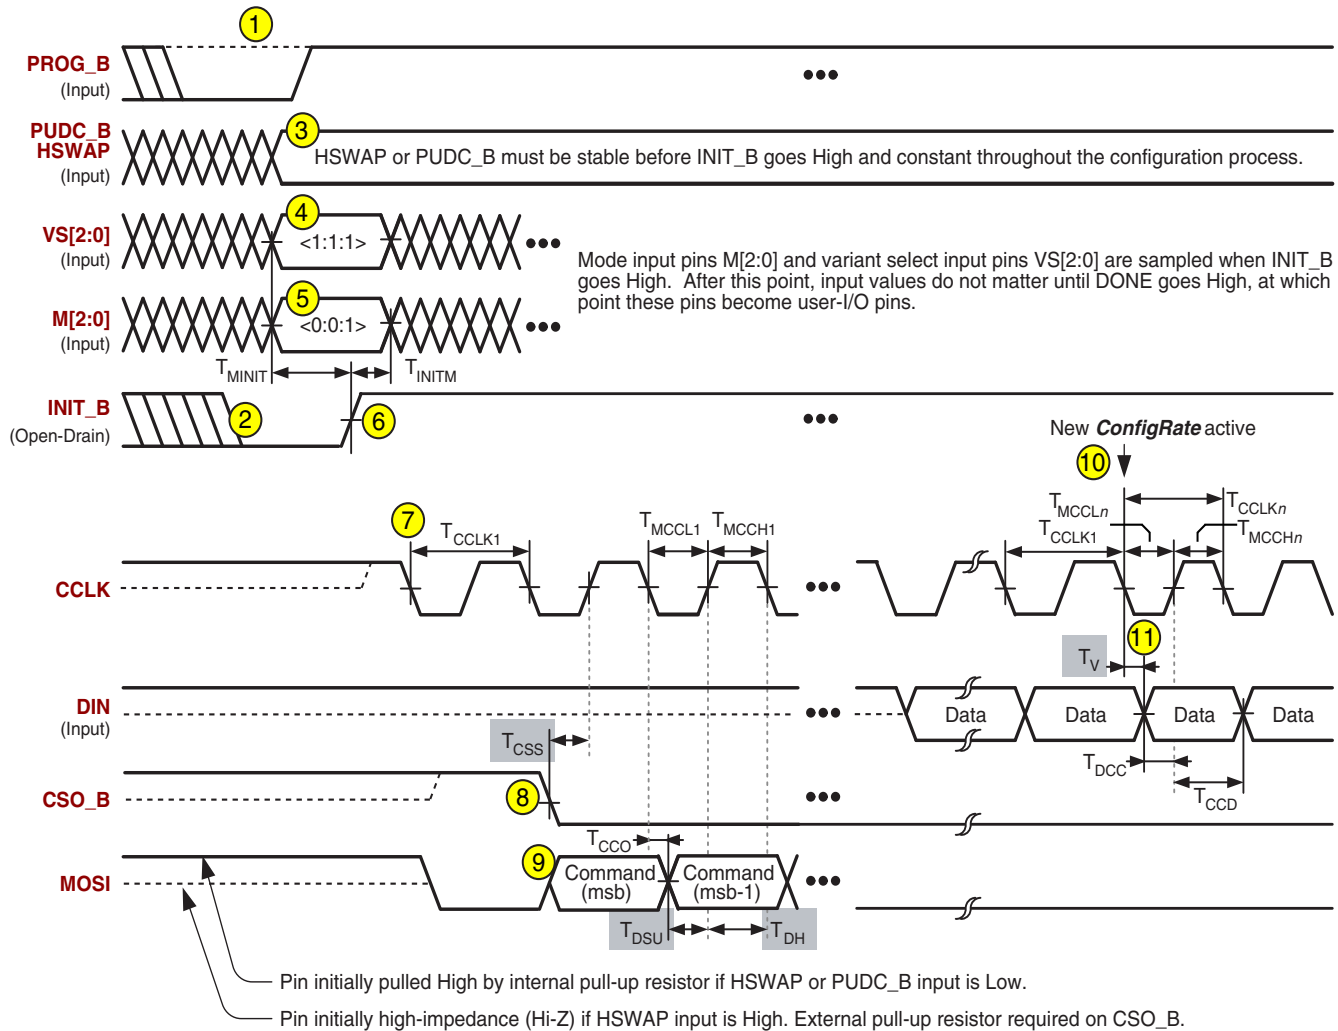 1
PROG_B
(Input)
PUDC_B
HSWAP
(Input)
3
HSWAP or PUDC_B must be stable before INIT_B goes High and constant throughout the configuration process.
VS[2:0]
(Input)
4
<1:1:1>
Mode input pins M[2:0] and variant select input pins VS[2:0] are sampled when INIT_B
goes High. After this point, input values do not matter until DONE goes High, at which
point these pins become user-I/O pins.
M[2:0]
(Input)
5
<0:0:1>
TMINIT
TINITM
INIT_B
(Open-Drain)
2
6
New ConfigRate active
10
7
TCCLK1
TMCCL1
TMCCH1
TMCCLn
TCCLKn
TCCLK1
TMCCHn
CCLK
11
TV
DIN
(Input)
Data
Data
Data
Data
TCSS
TDCC
TCCD
CSO_B
8
TCCO
MOSI
9
Command
(msb)
Command
(msb-1)
TDSU
TDH
Pin initially pulled High by internal pull-up resistor if HSWAP or PUDC_B input is Low.
Pin initially high-impedance (Hi-Z) if HSWAP input is High. External pull-up resistor required on CSO_B.